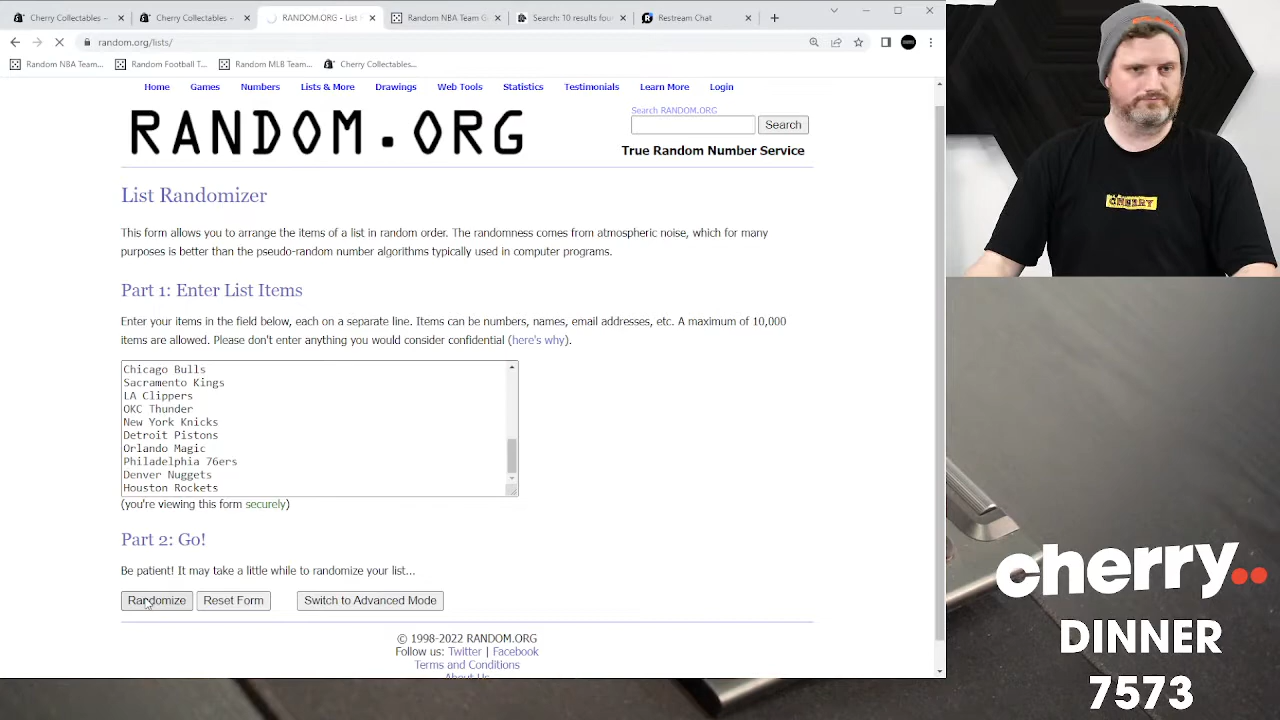 Cherry Collectables –
Cherry Collectables –
RANDOM.ORG - List
Random NBA Team G
Search: 10 results fou
Restream Chat
random.org/lists/
Random NBA Team...
Random Football T...
Random MLB Team...
Cherry Collectables...
Home
Games
Numbers
Lists & More
Drawings
Web Tools
Statistics
Testimonials
Learn More
Login
RANDOM.ORG
Search RANDOM.ORG
Search
True Random Number Service
List Randomizer
This form allows you to arrange the items of a list in random order. The randomness comes from atmospheric noise, which for many
purposes is better than the pseudo-random number algorithms typically used in computer programs.
Part 1: Enter List Items
Enter your items in the field below, each on a separate line. Items can be numbers, names, email addresses, etc. A maximum of 10,000
items are allowed. Please don't enter anything you would consider confidential (here's why).
Chicago Bulls
Sacramento Kings
LA Clippers
OKC Thunder
New York Knicks
Detroit Pistons
Orlando Magic
Philadelphia 76ers
Denver Nuggets
Houston Rockets
(you're viewing this form securely)
Part 2: Go!
Be patient! It may take a little while to randomize your list...
Randomize
Reset Form
Switch to Advanced Mode
© 1998-2022 RANDOM.ORG
Follow us: Twitter | Facebook
Terms and Conditions
About Us
CHERRY
cherry..
DINNER
7573